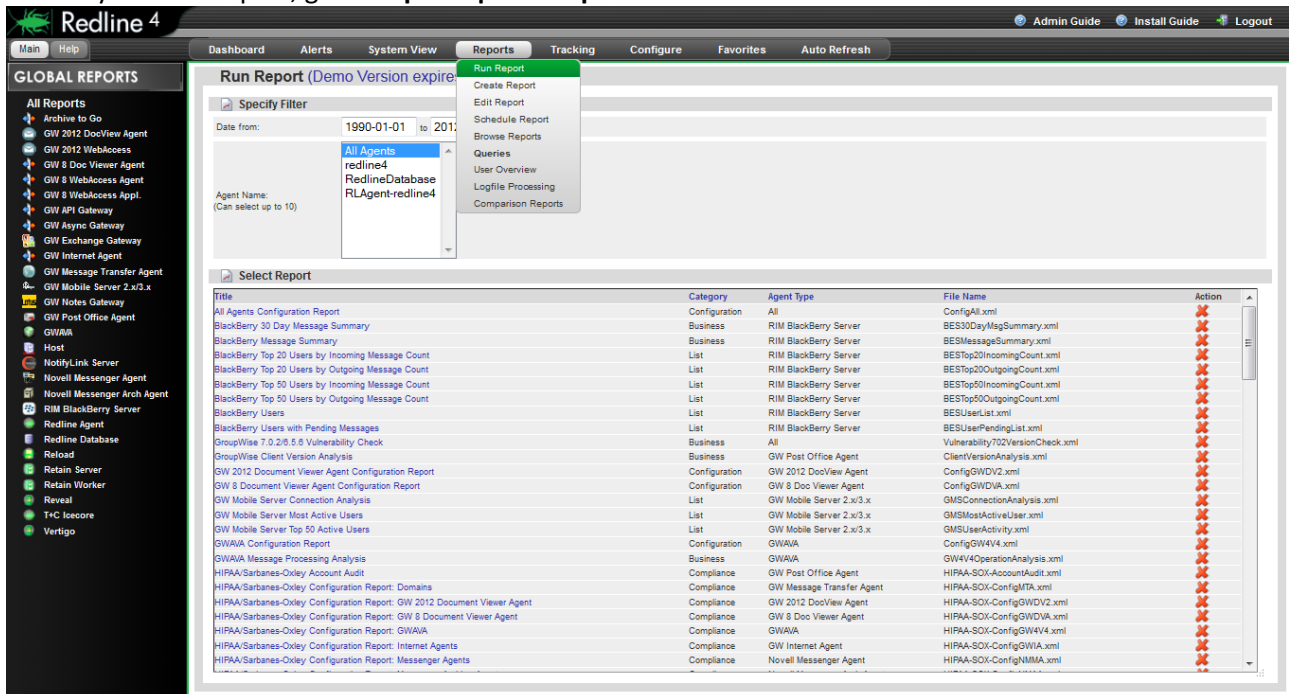 Redline 4
Admin Guide Install Guide Logout
Main Help
Dashboard Alerts System View Reports Tracking Configure Favorites Auto Refresh
GLOBAL REPORTS
All Reports
Archive to Go
GW 2012 DocView Agent
GW 2012 WebAccess
GW 8 Doc Viewer Agent
GW 8 WebAccess Agent
GW 8 WebAccess Appl.
GW API Gateway
GW Async Gateway
GW Exchange Gateway
GW Internet Agent
GW Message Transfer Agent
GW Mobile Server 2.x/3.x
GW Notes Gateway
GW Post Office Agent
GWAVA
Host
NotifyLink Server
Novell Messenger Agent
Novell Messenger Arch Agent
RIM BlackBerry Server
Redline Agent
Redline Database
Reload
Retain Server
Retain Worker
Reveal
T+C Icecore
Vertigo
Run Report (Demo Version expire
Run Report
Create Report
Edit Report
Schedule Report
Browse Reports
Queries
User Overview
Logfile Processing
Comparison Reports
Specify Filter
Date from: 1990-01-01 to 201
Agent Name:
(Can select up to 10)
All Agents
redline4
RedlineDatabase
RLAgent-redline4
Select Report
Title Category Agent Type File Name Action
All Agents Configuration Report Configuration All ConfigAll.xml
BlackBerry 30 Day Message Summary Business RIM BlackBerry Server BES30DayMsgSummary.xml
BlackBerry Message Summary Business RIM BlackBerry Server BESMessageSummary.xml
BlackBerry Top 20 Users by Incoming Message Count List RIM BlackBerry Server BESTop20IncomingCount.xml
BlackBerry Top 20 Users by Outgoing Message Count List RIM BlackBerry Server BESTop20OutgoingCount.xml
BlackBerry Top 50 Users by Incoming Message Count List RIM BlackBerry Server BESTop50IncomingCount.xml
BlackBerry Top 50 Users by Outgoing Message Count List RIM BlackBerry Server BESTop50OutgoingCount.xml
BlackBerry Users List RIM BlackBerry Server BESUserList.xml
BlackBerry Users with Pending Messages List RIM BlackBerry Server BESUserPendingList.xml
GroupWise 7.0.2/6.5.6 Vulnerability Check Business All Vulnerability702VersionCheck.xml
GroupWise Client Version Analysis Business GW Post Office Agent ClientVersionAnalysis.xml
GW 2012 Document Viewer Agent Configuration Report Configuration GW 2012 DocView Agent ConfigGWDV2.xml
GW 8 Document Viewer Agent Configuration Report Configuration GW 8 Doc Viewer Agent ConfigGWDVA.xml
GW Mobile Server Connection Analysis List GW Mobile Server 2.x/3.x GMSConnectionAnalysis.xml
GW Mobile Server Most Active Users List GW Mobile Server 2.x/3.x GMSMostActiveUser.xml
GW Mobile Server Top 50 Active Users List GW Mobile Server 2.x/3.x GMSUserActivity.xml
GWAVA Configuration Report Configuration GWAVA ConfigGW4V4.xml
GWAVA Message Processing Analysis Business GWAVA GW4V4OperationAnalysis.xml
HIPAA/Sarbanes-Oxley Account Audit Compliance GW Post Office Agent HIPAA-SOX-AccountAudit.xml
HIPAA/Sarbanes-Oxley Configuration Report: Domains Compliance GW Message Transfer Agent HIPAA-SOX-ConfigMTA.xml
HIPAA/Sarbanes-Oxley Configuration Report: GW 2012 Document Viewer Agent Compliance GW 2012 DocView Agent HIPAA-SOX-ConfigGWDV2.xml
HIPAA/Sarbanes-Oxley Configuration Report: GW 8 Document Viewer Agent Compliance GW 8 Doc Viewer Agent HIPAA-SOX-ConfigGWDVA.xml
HIPAA/Sarbanes-Oxley Configuration Report: GWAVA Compliance GWAVA HIPAA-SOX-ConfigGW4V4.xml
HIPAA/Sarbanes-Oxley Configuration Report: Internet Agents Compliance GW Internet Agent HIPAA-SOX-ConfigGWIA.xml
HIPAA/Sarbanes-Oxley Configuration Report: Messenger Agents Compliance Novell Messenger Agent HIPAA-SOX-ConfigNMMA.xml